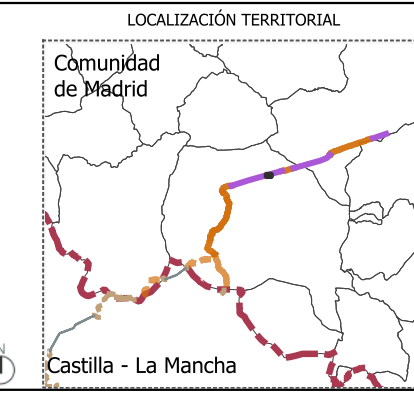 LOCALIZACIÓN TERRITORIAL
Comunidad
de Madrid
N
Castilla - La Mancha